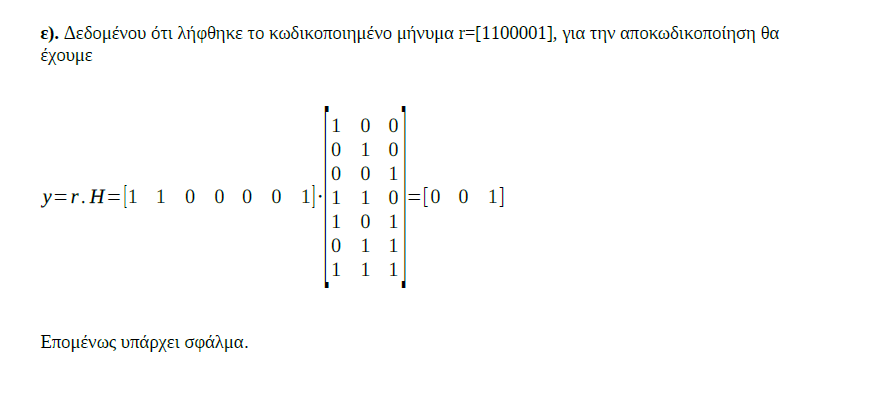 ε). Δεδομένου ότι λήφθηκε το κωδικοποιημένο μήνυμα r=[1100001], για την αποκωδικοποίηση θα
έχουμε
1 0 0
0 1 0
0 0 1
y=r.H=[1 1 0 0 0 0 1]·1 1 0=[0 0 1]
1 0 1
0 1 1
1 1 1
Επομένως υπάρχει σφάλμα.